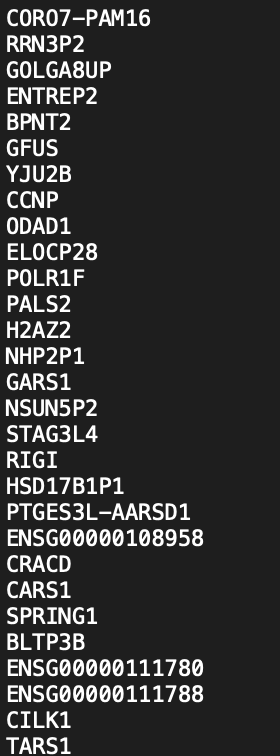 CORO7-PAM16
RRN3P2
GOLGA8UP
ENTREP2
BPNT2
GFUS
YJU2B
CCNP
ODAD1
ELOCP28
POLR1F
PALS2
H2AZ2
NHP2P1
GARS1
NSUN5P2
STAG3L4
RIGI
HSD17B1P1
PTGES3L-AARSD1
ENSG00000108958
CRACD
CARS1
SPRING1
BLTP3B
ENSG00000111780
ENSG00000111788
CILK1
TARS1